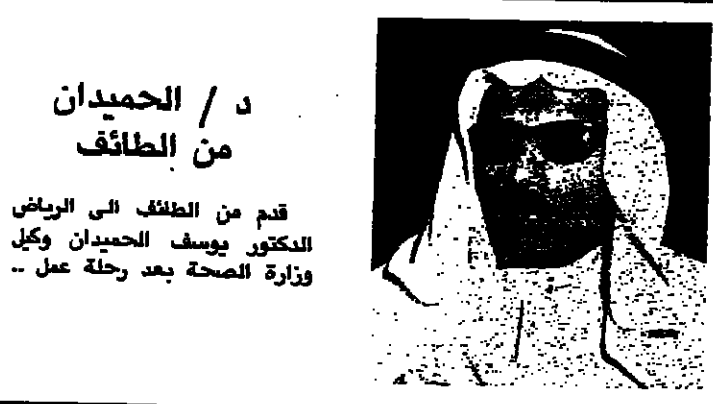 د / الحميدان
من الطائف
قدم من الطائف الى الرياض
الدكتور يوسف الحميدان وكيل
وزارة الصحة بعد رحلة عمل ..